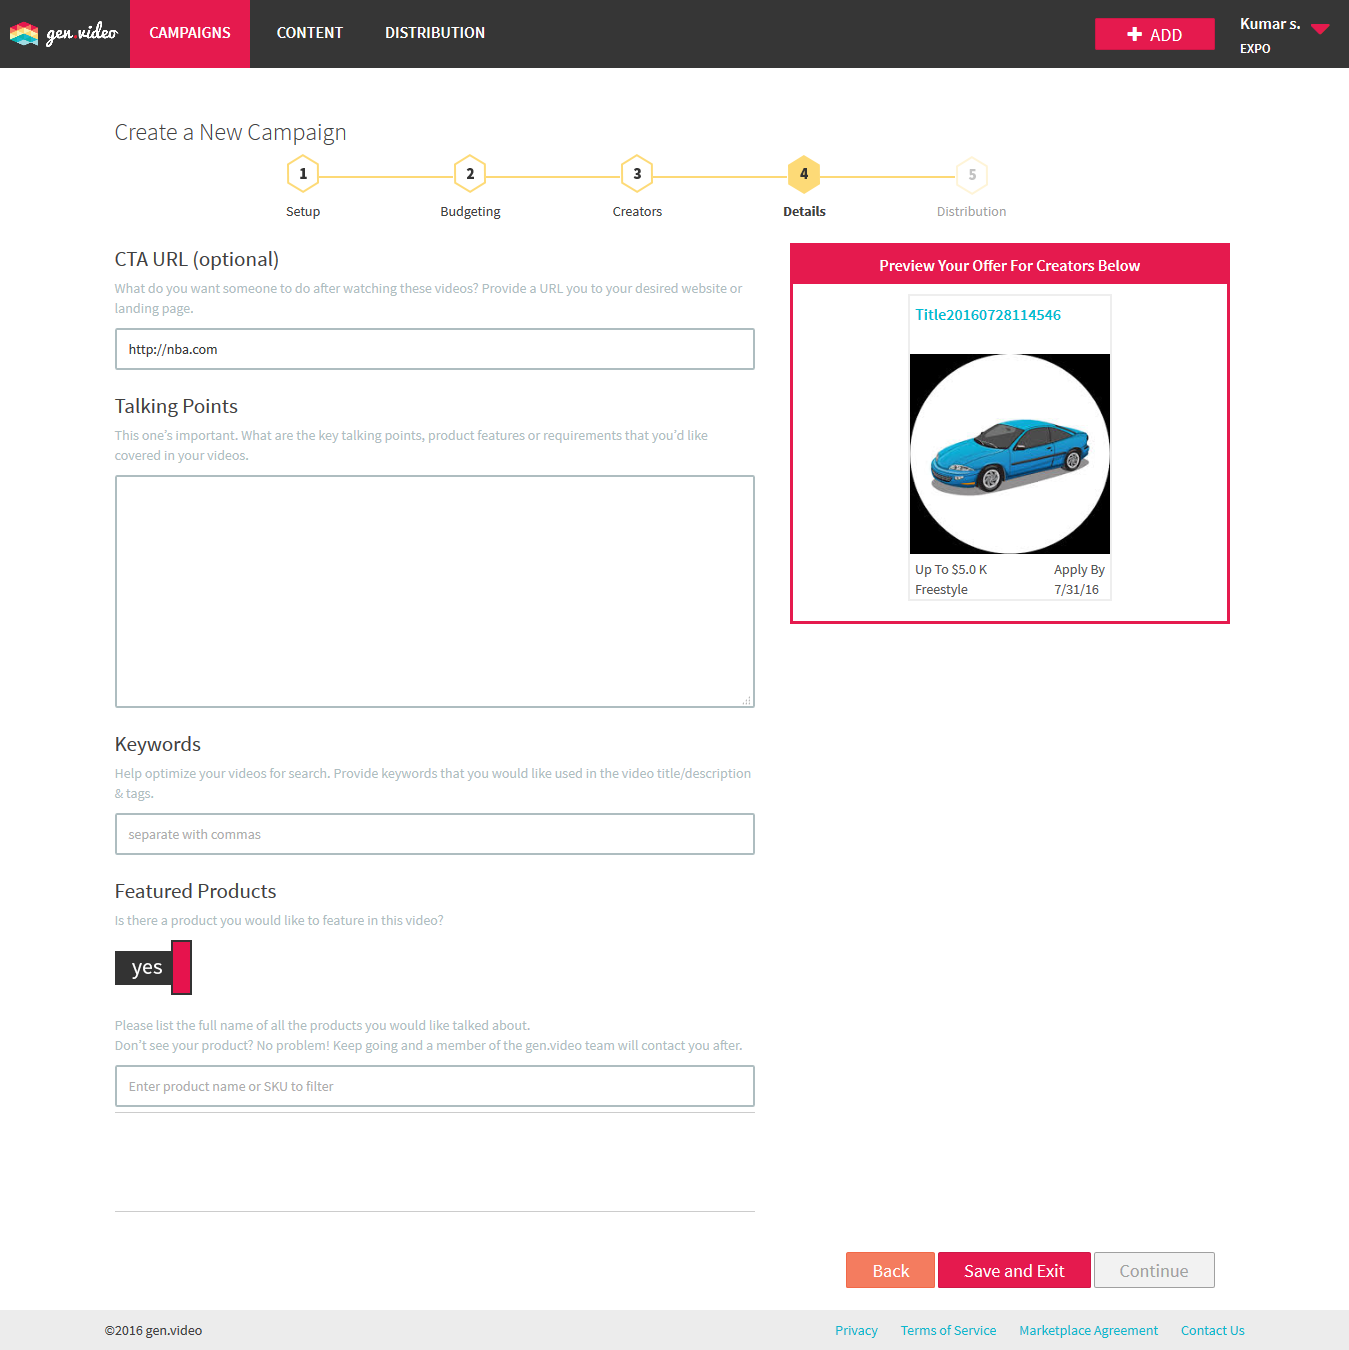 gen.video
CAMPAIGNS
CONTENT
DISTRIBUTION
ADD
Kumar s.
EXPO
Create a New Campaign
1
2
3
4
5
Setup
Budgeting
Creators
Details
Distribution
CTA URL (optional)
What do you want someone to do after watching these videos? Provide a URL you to your desired website or
landing page.
http://nba.com
Talking Points
This one's important. What are the key talking points, product features or requirements that you'd like
covered in your videos.
Keywords
Help optimize your videos for search. Provide keywords that you would like used in the video title/description
& tags.
separate with commas
Featured Products
Is there a product you would like to feature in this video?
yes
Please list the full name of all the products you would like talked about.
Don't see your product? No problem! Keep going and a member of the gen.video team will contact you after.
Enter product name or SKU to filter
Preview Your Offer For Creators Below
Title20160728114546
Up To $5.0 K
Apply By
Freestyle
7/31/16
Back
Save and Exit
Continue
©2016 gen.video
Privacy
Terms of Service
Marketplace Agreement
Contact Us